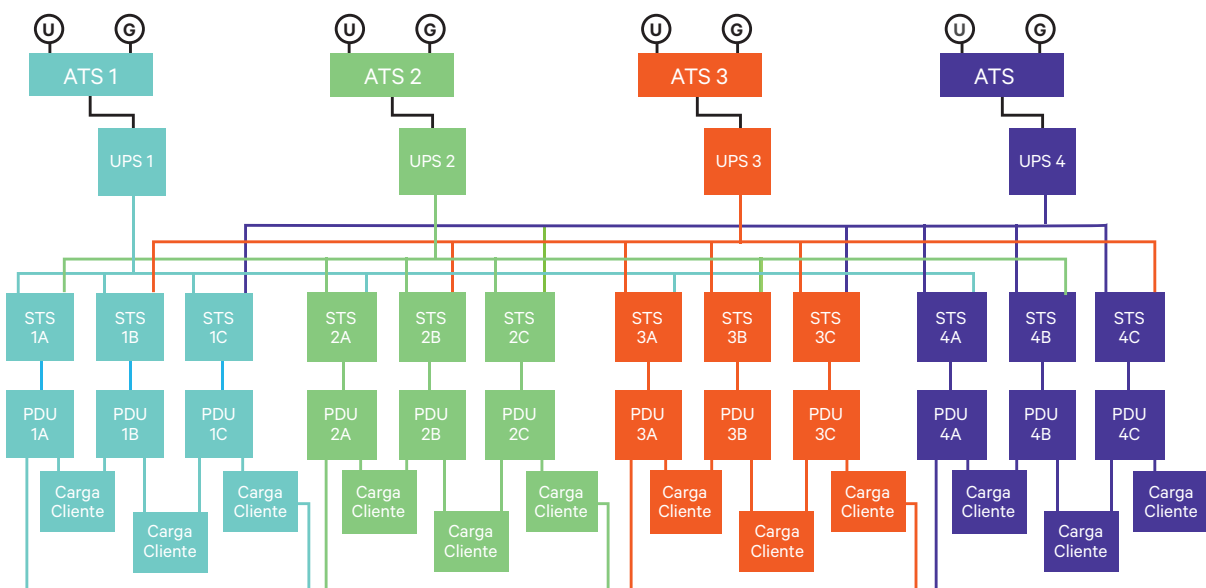 U
G
U
G
U
G
U
G
ATS 1
ATS 2
ATS 3
ATS
UPS 1
UPS 2
UPS 3
UPS 4
STS
1A
STS
1B
STS
1C
STS
2A
STS
2B
STS
2C
STS
3A
STS
3B
STS
3C
STS
4A
STS
4B
STS
4C
PDU
1A
PDU
1B
PDU
1C
PDU
2A
PDU
2B
PDU
2C
PDU
3A
PDU
3B
PDU
3C
PDU
4A
PDU
4B
PDU
4C
Carga
Cliente
Carga
Cliente
Carga
Cliente
Carga
Cliente
Carga
Cliente
Carga
Cliente
Carga
Cliente
Carga
Cliente
Carga
Cliente
Carga
Cliente
Carga
Cliente
Carga
Cliente